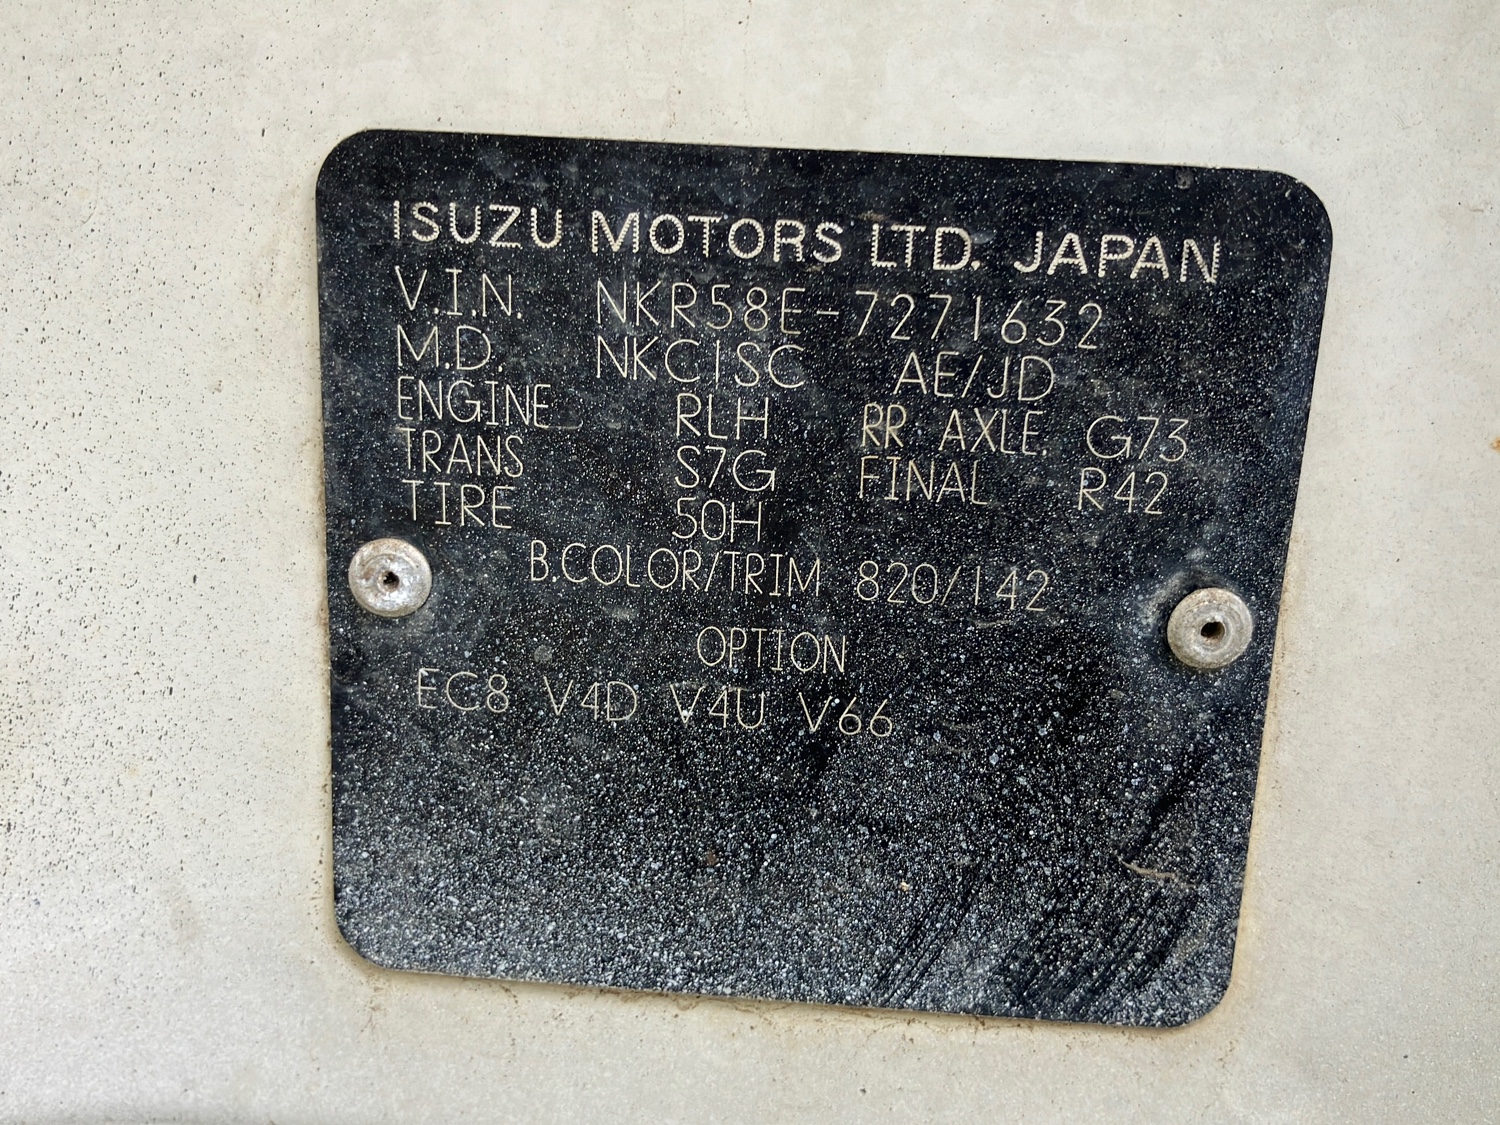 ISUZU MOTORS LTD. JAPAN
V.I.N. NKR58E-7271632
M.D. NKC1SC AE/JD
ENGINE RLH RR AXLE. G73
TRANS S7G FINAL R42
TIRE 50H
B.COLOR/TRIM 820/142
OPTION
EC8 V4D V4U V66